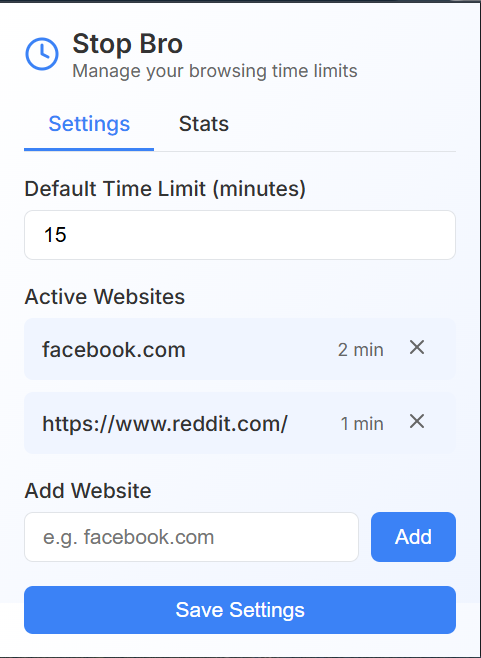 Stop Bro
Manage your browsing time limits
Settings Stats
Default Time Limit (minutes)
15
Active Websites
facebook.com 2 min
https://www.reddit.com/ 1 min
Add Website
e.g. facebook.com Add
Save Settings